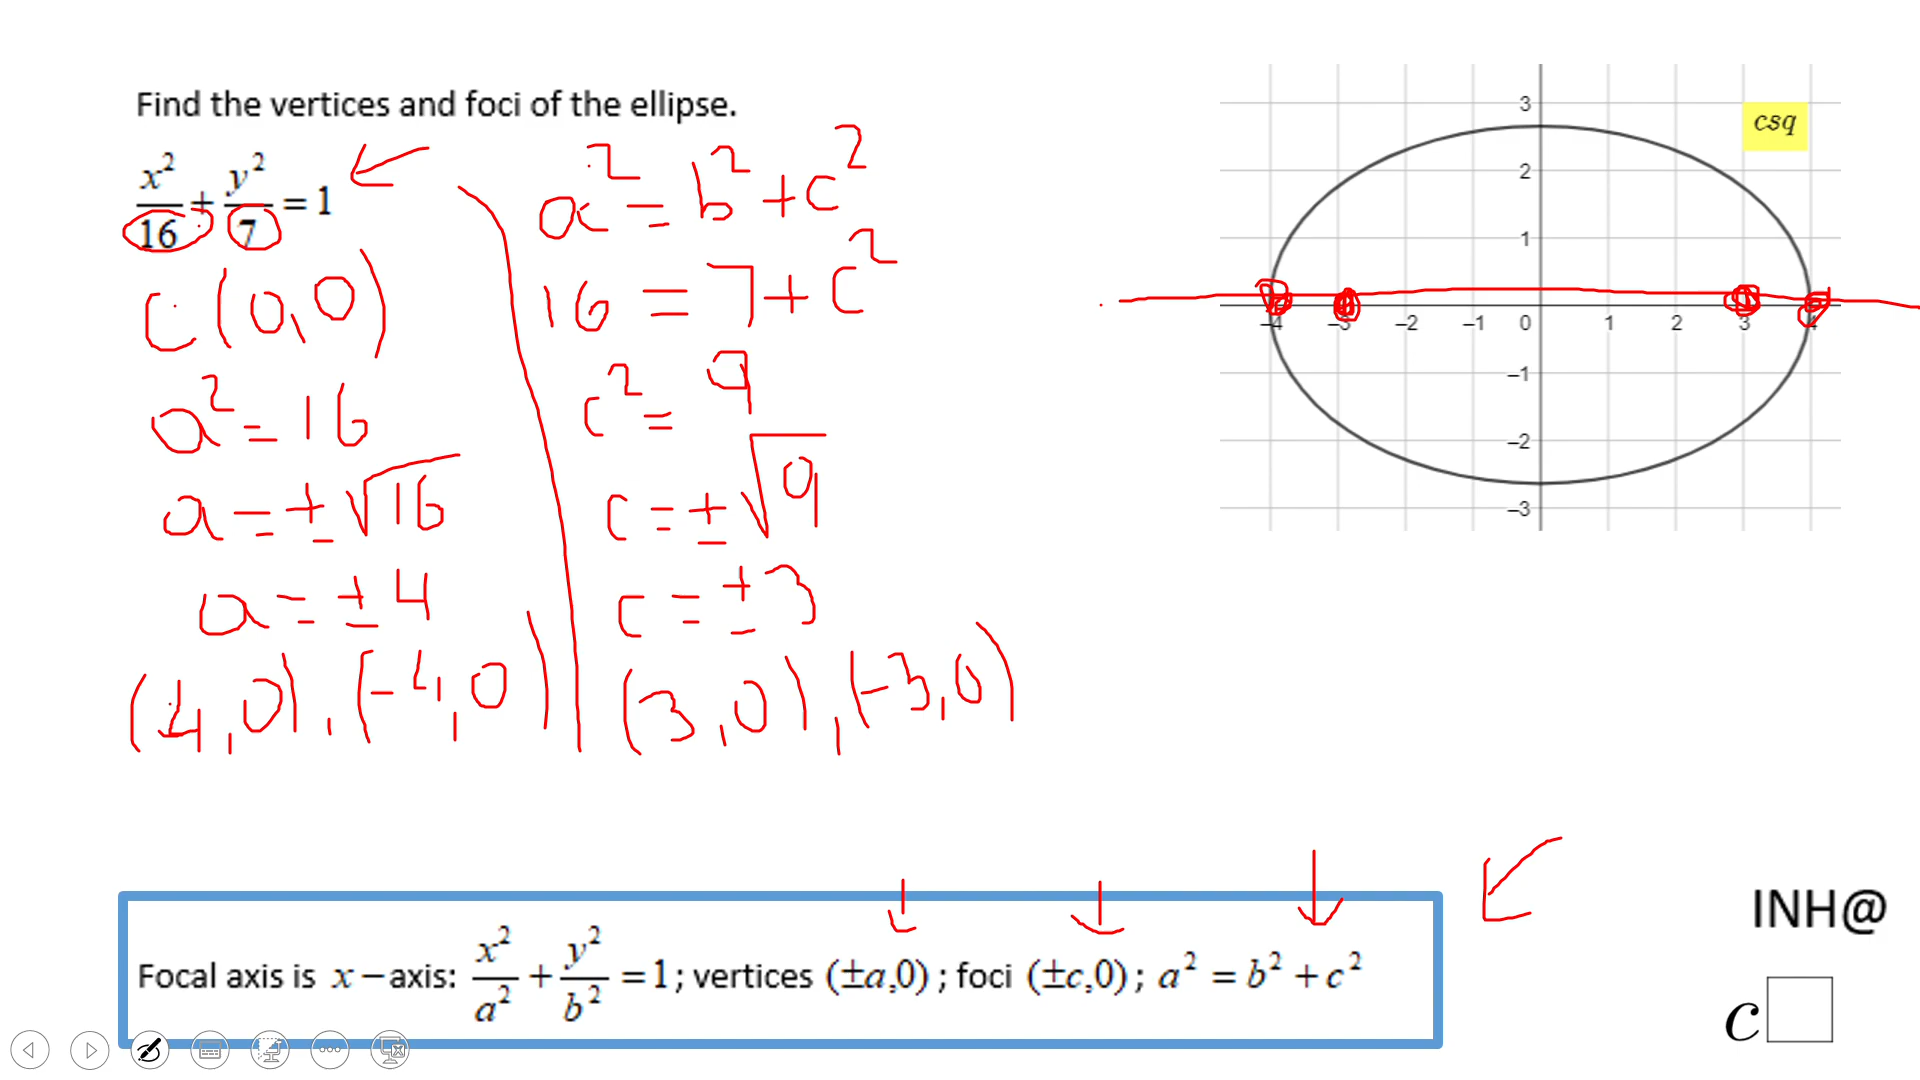 Find the vertices and foci of the ellipse.
x²/16 + y²/7 = 1
C(0,0)
a² = 16
a = ±√16
a = ±4
(4,0), (-4,0)
a² = b² + c²
16 = 7 + c²
c² = 9
c = ±√9
c = ±3
(3,0), (-3,0)
csq
3
2
1
–4 –3 –2 –1 0 1 2 3 4
–1
–2
–3
Focal axis is x–axis: x²/a² + y²/b² = 1; vertices (±a,0); foci (±c,0); a² = b² + c²
INH@
c